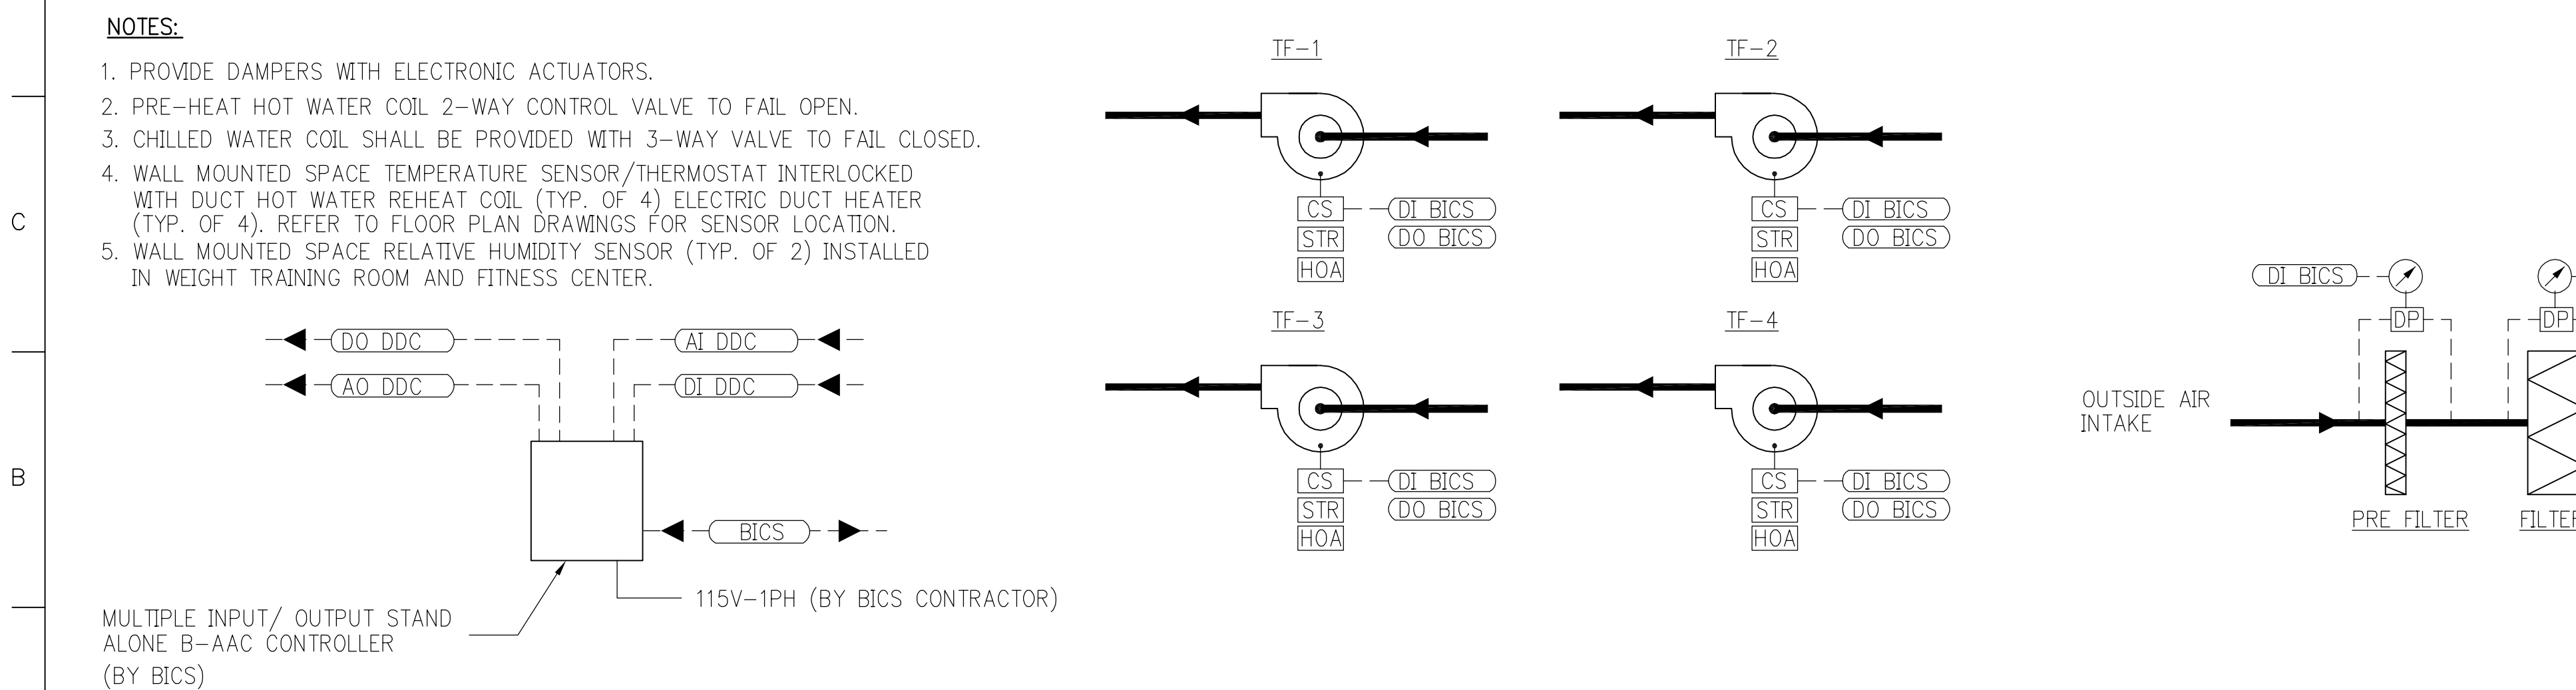 NOTES:
1. PROVIDE DAMPERS WITH ELECTRONIC ACTUATORS.
2. PRE-HEAT HOT WATER COIL 2-WAY CONTROL VALVE TO FAIL OPEN.
3. CHILLED WATER COIL SHALL BE PROVIDED WITH 3-WAY VALVE TO FAIL CLOSED.
4. WALL MOUNTED SPACE TEMPERATURE SENSOR/THERMOSTAT INTERLOCKED
WITH DUCT HOT WATER REHEAT COIL (TYP. OF 4) ELECTRIC DUCT HEATER
(TYP. OF 4). REFER TO FLOOR PLAN DRAWINGS FOR SENSOR LOCATION.
5. WALL MOUNTED SPACE RELATIVE HUMIDITY SENSOR (TYP. OF 2) INSTALLED
IN WEIGHT TRAINING ROOM AND FITNESS CENTER.
C
B
DO DDC
AI DDC
AO DDC
DI DDC
BICS
115V-1PH (BY BICS CONTRACTOR)
MULTIPLE INPUT/ OUTPUT STAND
ALONE B-AAC CONTROLLER
(BY BICS)
TF-1
CS
DI BICS
STR
DO BICS
HOA
TF-2
CS
DI BICS
STR
DO BICS
HOA
TF-3
CS
DI BICS
STR
DO BICS
HOA
TF-4
CS
DI BICS
STR
DO BICS
HOA
DI BICS
DP
DP
OUTSIDE AIR
INTAKE
PRE FILTER
FILTER